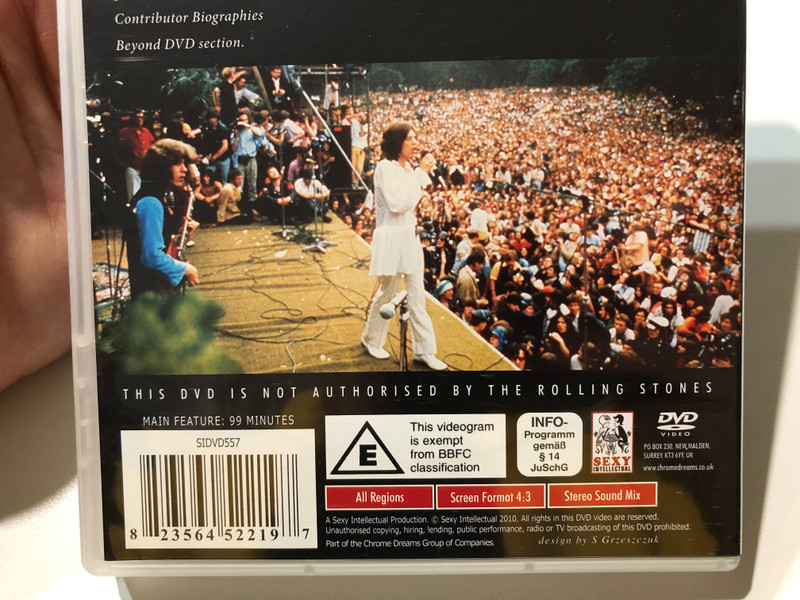 Contributor Biographies
Beyond DVD section.
THIS DVD IS NOT AUTHORISED BY THE ROLLING STONES
MAIN FEATURE: 99 MINUTES
SIDVD557
8 23564 52219 7
E
This videogram
is exempt
from BBFC
classification
INFO-
Programm
gemäß
§ 14
JuSchG
SEXY
INTELLECTUAL
DVD
VIDEO
PO BOX 230, NEW MALDEN,
SURREY, KT3 6YY, UK
www.chromedreams.co.uk
All Regions
Screen Format 4:3
Stereo Sound Mix
A Sexy Intellectual Production. © Sexy Intellectual 2010. All rights in this DVD video are reserved.
Unauthorised copying, hiring, lending, public performance, radio or TV broadcasting of this DVD prohibited.
Part of the Chrome Dreams Group of Companies.
design by S Grzeszczuk